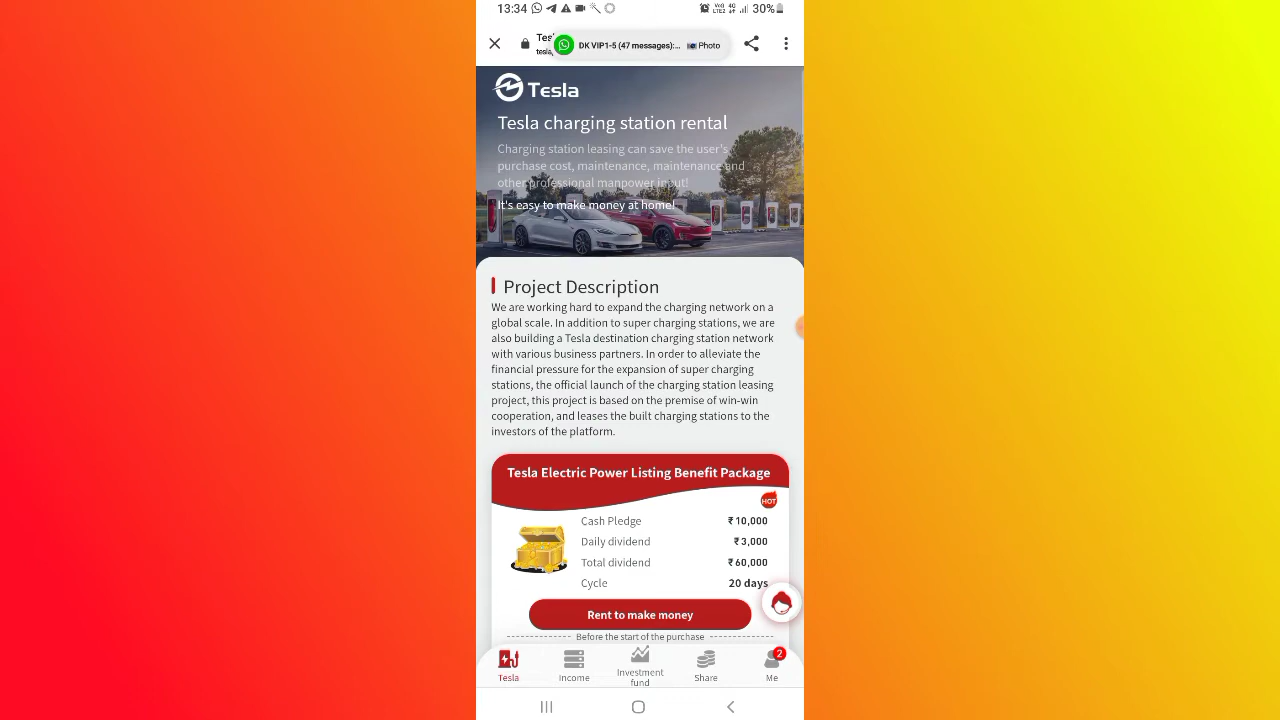 13:34
VoD 4G
LTE2
30%
Tes
tesla,
DK VIP1-5 (47 messages):... Photo
Tesla
Tesla charging station rental
Charging station leasing can save the user's
purchase cost, maintenance, maintenance and
other professional manpower input!
It's easy to make money at home!
Project Description
We are working hard to expand the charging network on a
global scale. In addition to super charging stations, we are
also building a Tesla destination charging station network
with various business partners. In order to alleviate the
financial pressure for the expansion of super charging
stations, the official launch of the charging station leasing
project, this project is based on the premise of win-win
cooperation, and leases the built charging stations to the
investors of the platform.
Tesla Electric Power Listing Benefit Package
HOT
Cash Pledge ₹ 10,000
Daily dividend ₹ 3,000
Total dividend ₹ 60,000
Cycle 20 days
Rent to make money
Before the start of the purchase
Tesla Income Investment fund Share Me 2